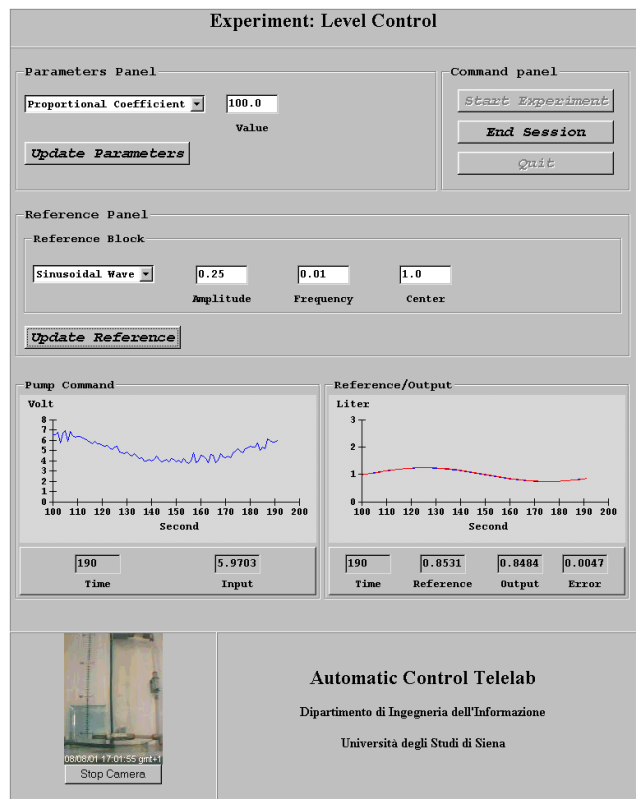 Experiment: Level Control
Parameters Panel
Proportional Coefficient
100.0
Value
Update Parameters
Command panel
Start Experiment
End Session
Quit
Reference Panel
Reference Block
Sinusoidal Wave
0.25
0.01
1.0
Amplitude
Frequency
Center
Update Reference
Pump Command
Volt
8
7
6
5
4
3
2
1
0
100 110 120 130 140 150 160 170 180 190 200
Second
190
5.9703
Time
Input
Reference/Output
Liter
3
2
1
0
100 110 120 130 140 150 160 170 180 190 200
Second
190
0.8531
0.8484
0.0047
Time
Reference
Output
Error
08/08/01 17:01:55 gmt+1
Stop Camera
Automatic Control Telelab
Dipartimento di Ingegneria dell'Informazione
Università degli Studi di Siena